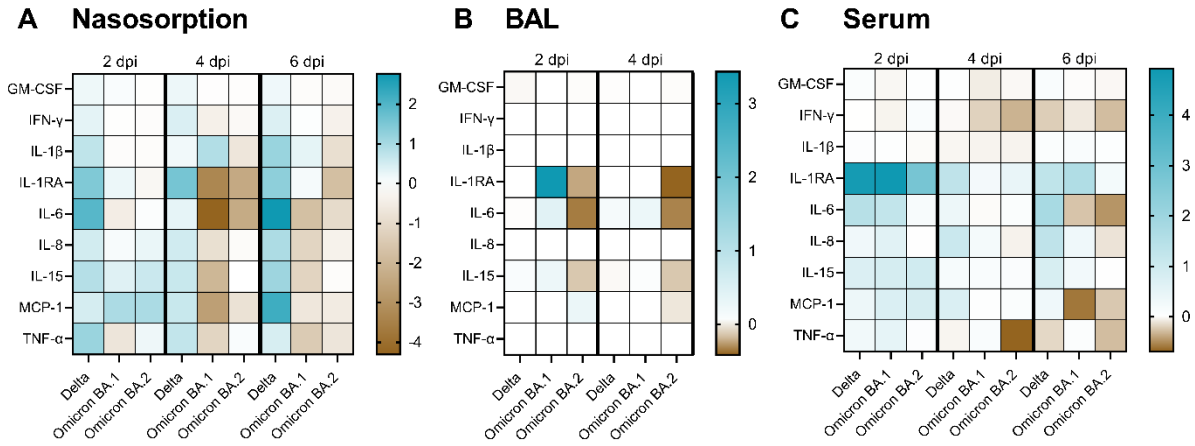 A Nasosorption
2 dpi 4 dpi 6 dpi
GM-CSF
IFN-γ
IL-1β
IL-1RA
IL-6
IL-8
IL-15
MCP-1
TNF-α
Delta
Omicron BA.1
Omicron BA.2
Delta
Omicron BA.1
Omicron BA.2
Delta
Omicron BA.1
Omicron BA.2
2
1
0
-1
-2
-3
-4
B BAL
2 dpi 4 dpi
GM-CSF
IFN-γ
IL-1β
IL-1RA
IL-6
IL-8
IL-15
MCP-1
TNF-α
Delta
Omicron BA.1
Omicron BA.2
Delta
Omicron BA.1
Omicron BA.2
3
2
1
0
C Serum
2 dpi 4 dpi 6 dpi
GM-CSF
IFN-γ
IL-1β
IL-1RA
IL-6
IL-8
IL-15
MCP-1
TNF-α
Delta
Omicron BA.1
Omicron BA.2
Delta
Omicron BA.1
Omicron BA.2
Delta
Omicron BA.1
Omicron BA.2
4
3
2
1
0